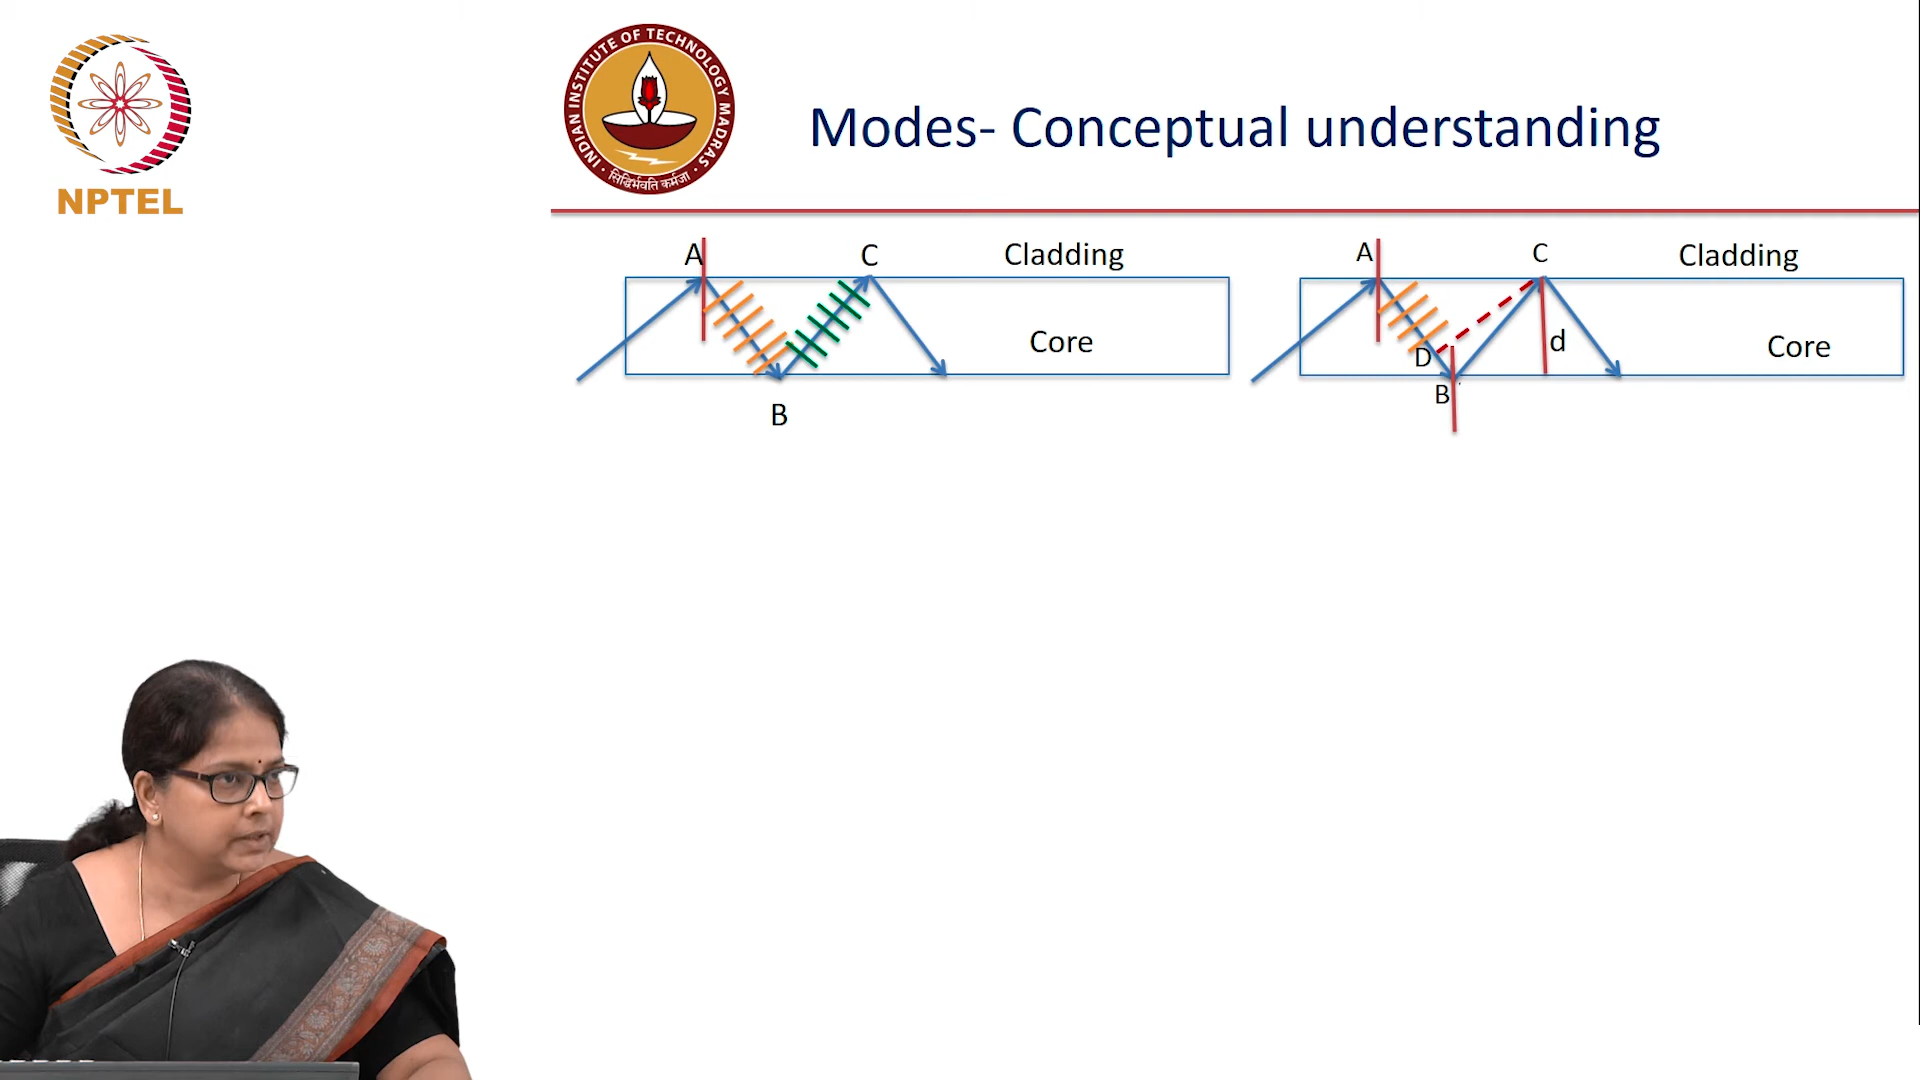 NPTEL
INDIAN INSTITUTE OF TECHNOLOGY MADRAS
सिद्धिर्भवति कर्मजा
Modes- Conceptual understanding
A
C
Cladding
Core
B
A
C
Cladding
d
Core
D
B